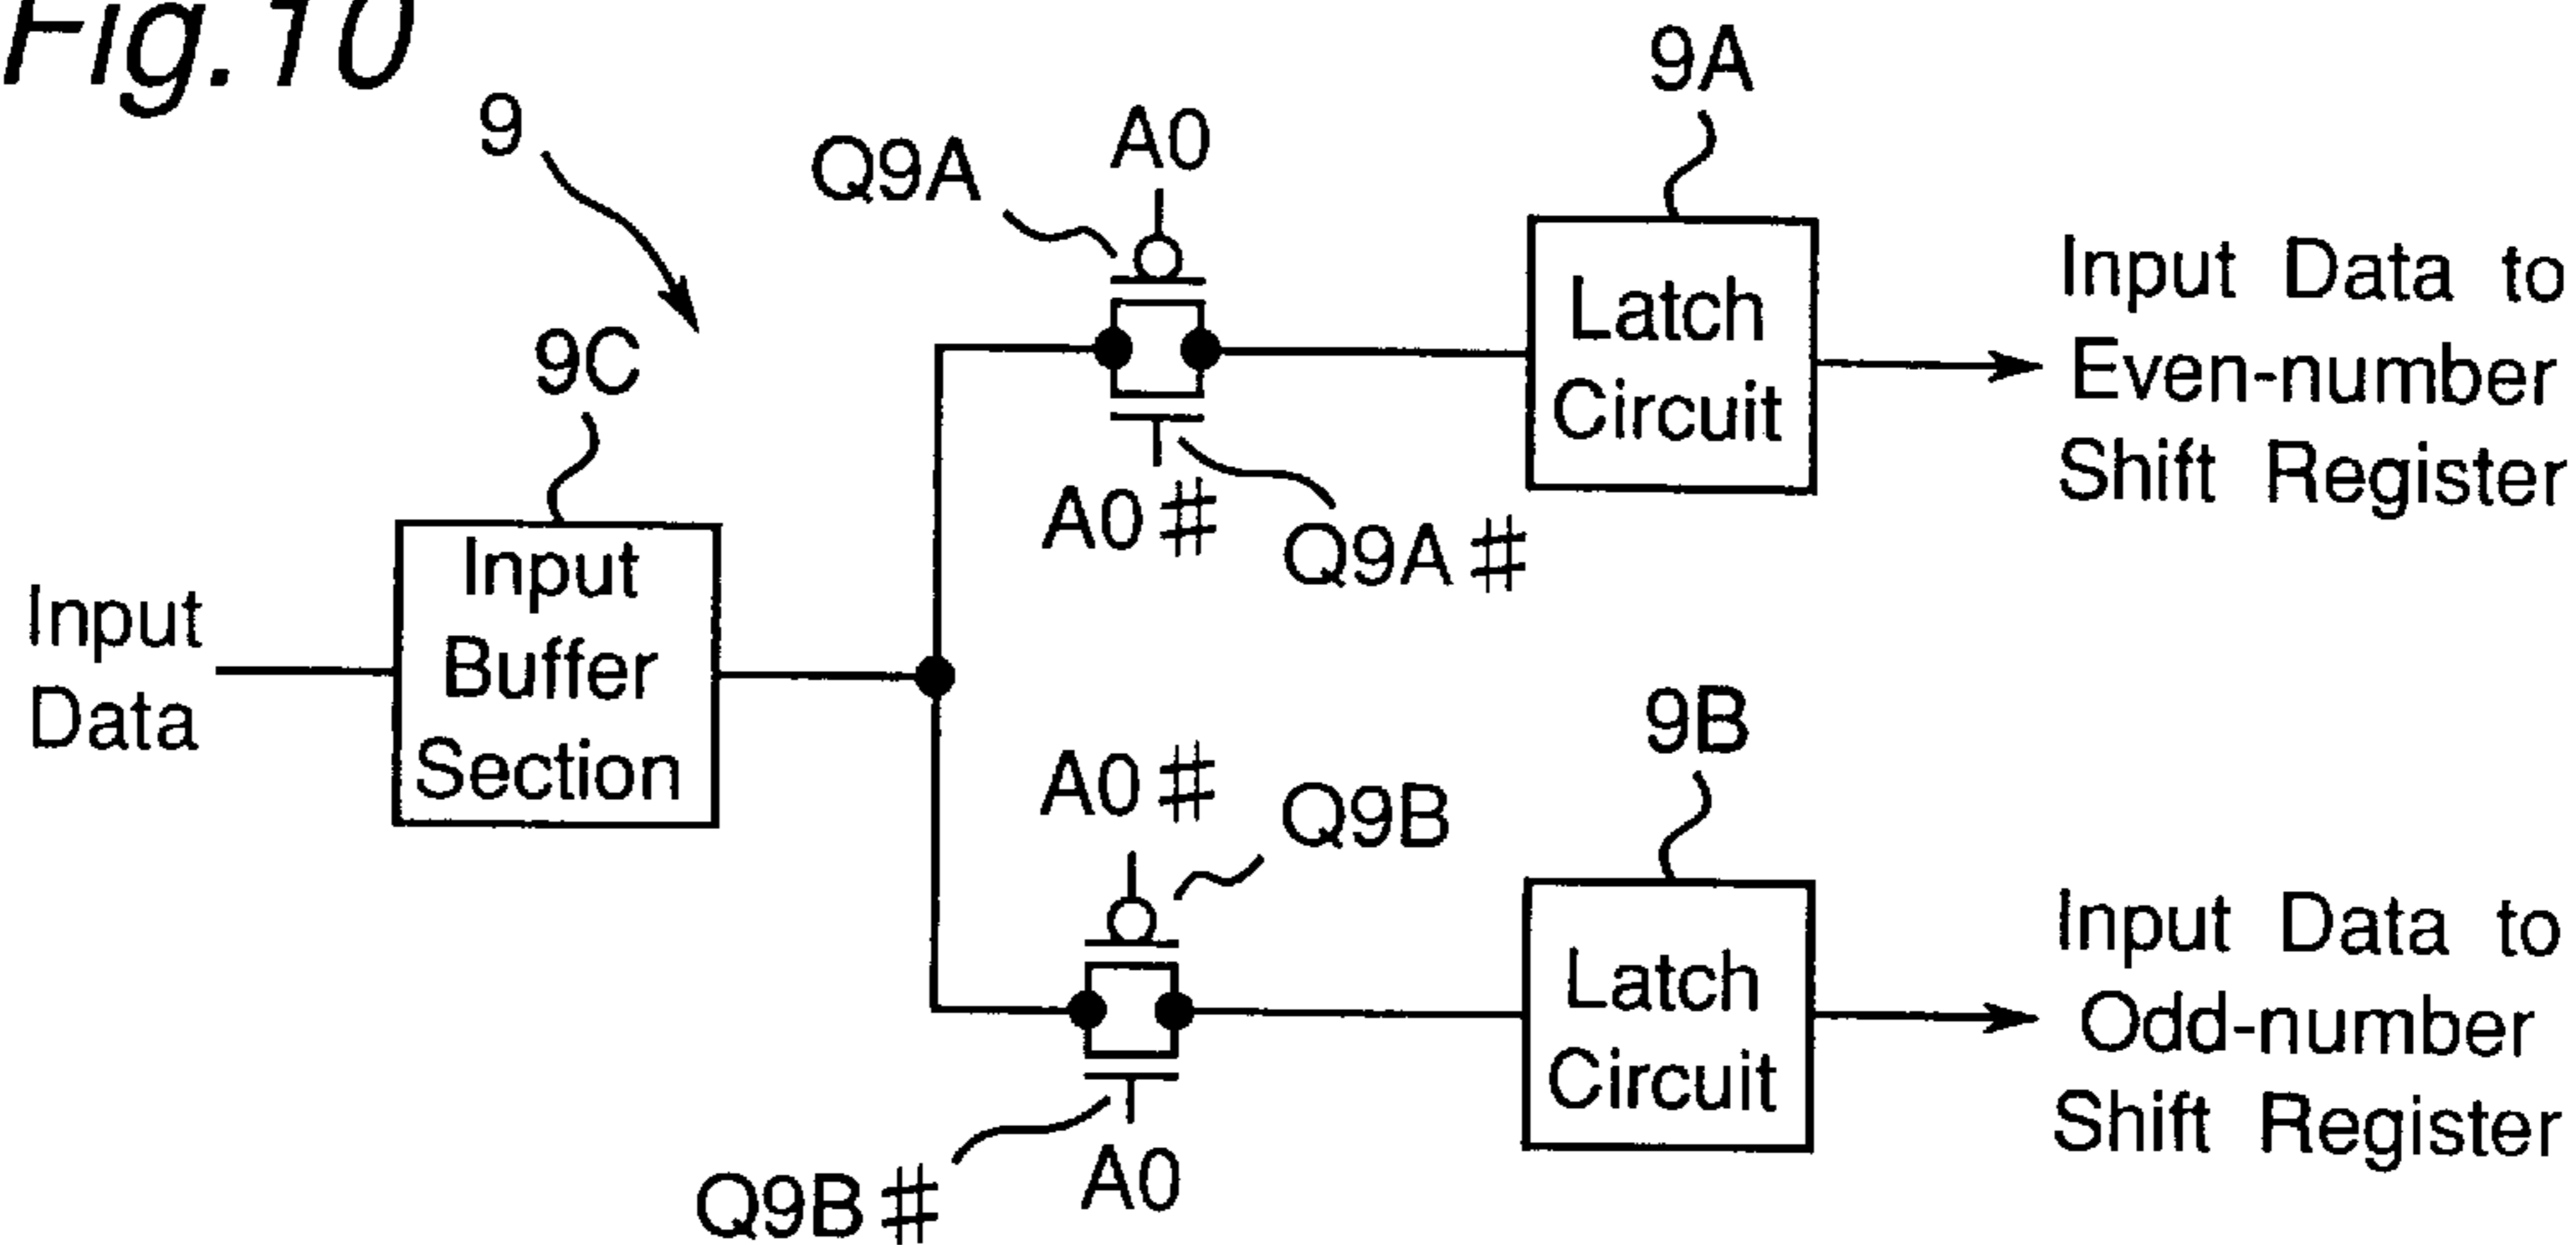 Fig.10
9
9A
Q9A
A0
9C
Latch
Circuit
Input Data to
Even-number
Shift Register
A0#
Q9A#
Input
Data
Input
Buffer
Section
9B
A0#
Q9B
Latch
Circuit
Input Data to
Odd-number
Shift Register
Q9B#
A0